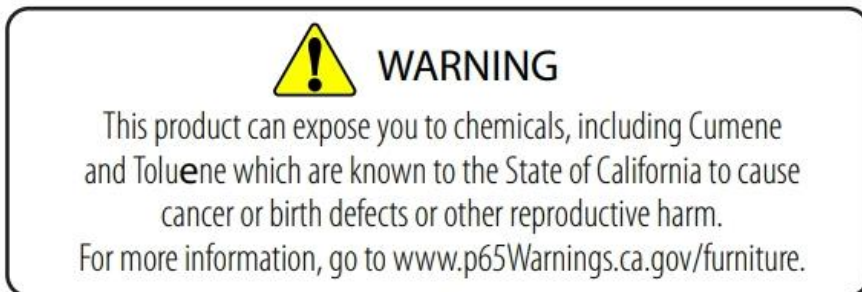 WARNING
This product can expose you to chemicals, including Cumene
and Toluene which are known to the State of California to cause
cancer or birth defects or other reproductive harm.
For more information, go to www.p65Warnings.ca.gov/furniture.